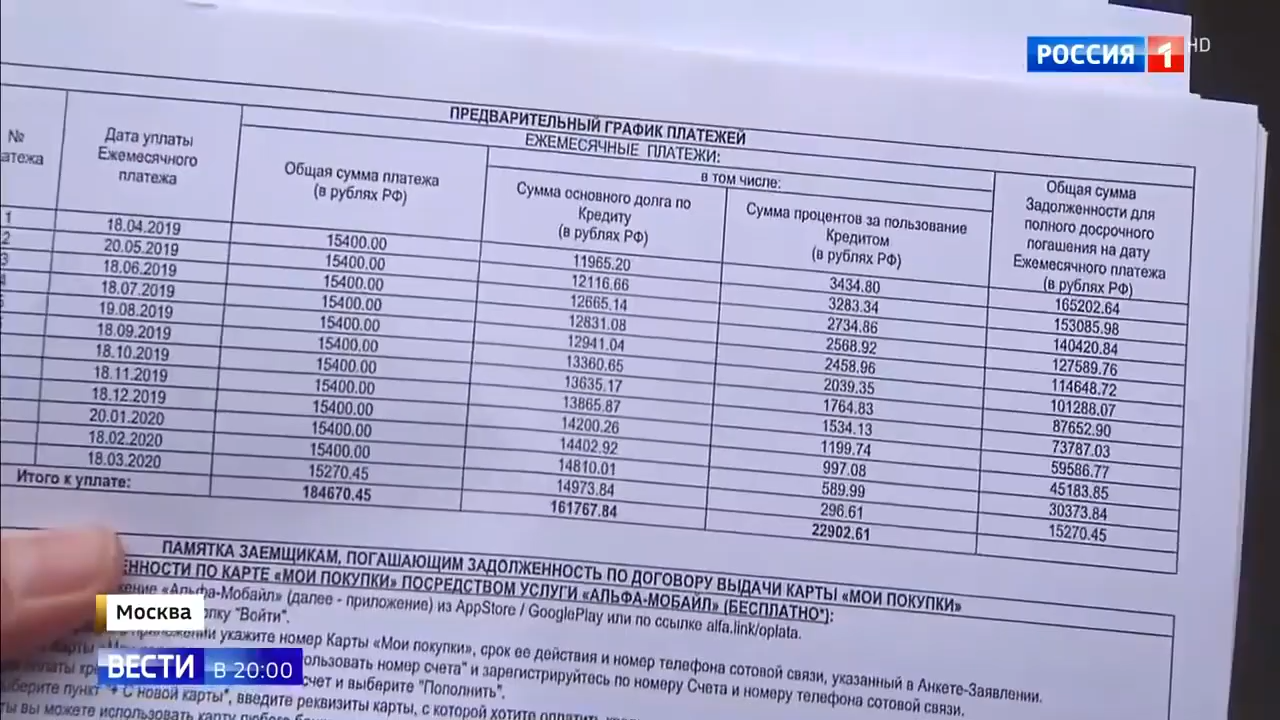 РОССИЯ 1 HD
ПРЕДВАРИТЕЛЬНЫЙ ГРАФИК ПЛАТЕЖЕЙ
№
Дата уплаты
Ежемесячного
платежа
ЕЖЕМЕСЯЧНЫЕ ПЛАТЕЖИ:
Общая сумма платежа
(в рублях РФ)
в том числе:
Сумма основного долга по
Кредиту
(в рублях РФ)
Сумма процентов за пользование
Кредитом
(в рублях РФ)
Общая сумма
Задолженности для
полного досрочного
погашения на дату
Ежемесячного платежа
(в рублях РФ)
1 18.04.2019 15400.00 11965.20 3434.80 165202.64
2 20.05.2019 15400.00 12116.66 3283.34 153085.98
3 18.06.2019 15400.00 12665.14 2734.86 140420.84
18.07.2019 15400.00 12831.08 2568.92 127589.76
19.08.2019 15400.00 12941.04 2458.96 114648.72
18.09.2019 15400.00 13360.65 2039.35 101288.07
18.10.2019 15400.00 13635.17 1764.83 87652.90
18.11.2019 15400.00 13865.87 1534.13 73787.03
18.12.2019 15400.00 14200.26 1199.74 59586.77
20.01.2020 15400.00 14402.92 997.08 45183.85
18.02.2020 15400.00 14810.01 589.99 30373.84
18.03.2020 15270.45 14973.84 296.61 15270.45
Итого к уплате: 184670.45 161767.84 22902.61
ПАМЯТКА ЗАЕМЩИКАМ, ПОГАШАЮЩИМ ЗАДОЛЖЕННОСТЬ ПО ДОГОВОРУ ВЫДАЧИ КАРТЫ «МОИ ПОКУПКИ»
ПО КАРТЕ «МОИ ПОКУПКИ» ПОСРЕДСТВОМ УСЛУГИ «АЛЬФА-МОБАЙЛ» (БЕСПЛАТНО*):
«Альфа-Мобайл» (далее - приложение) из AppStore / GooglePlay или по ссылке alfa.link/oplata.
"Войти".
укажите номер Карты «Мои покупки», срок ее действия и номер телефона сотовой связи, указанный в Анкете-Заявлении.
номер счета" и зарегистрируйтесь по номеру Счета и номеру телефона сотовой связи.
счет и выберите "Пополнить".
пункт "+ С новой карты", введите реквизиты карты, с которой хотите
вы можете использовать карту
Москва
ВЕСТИ В 20:00